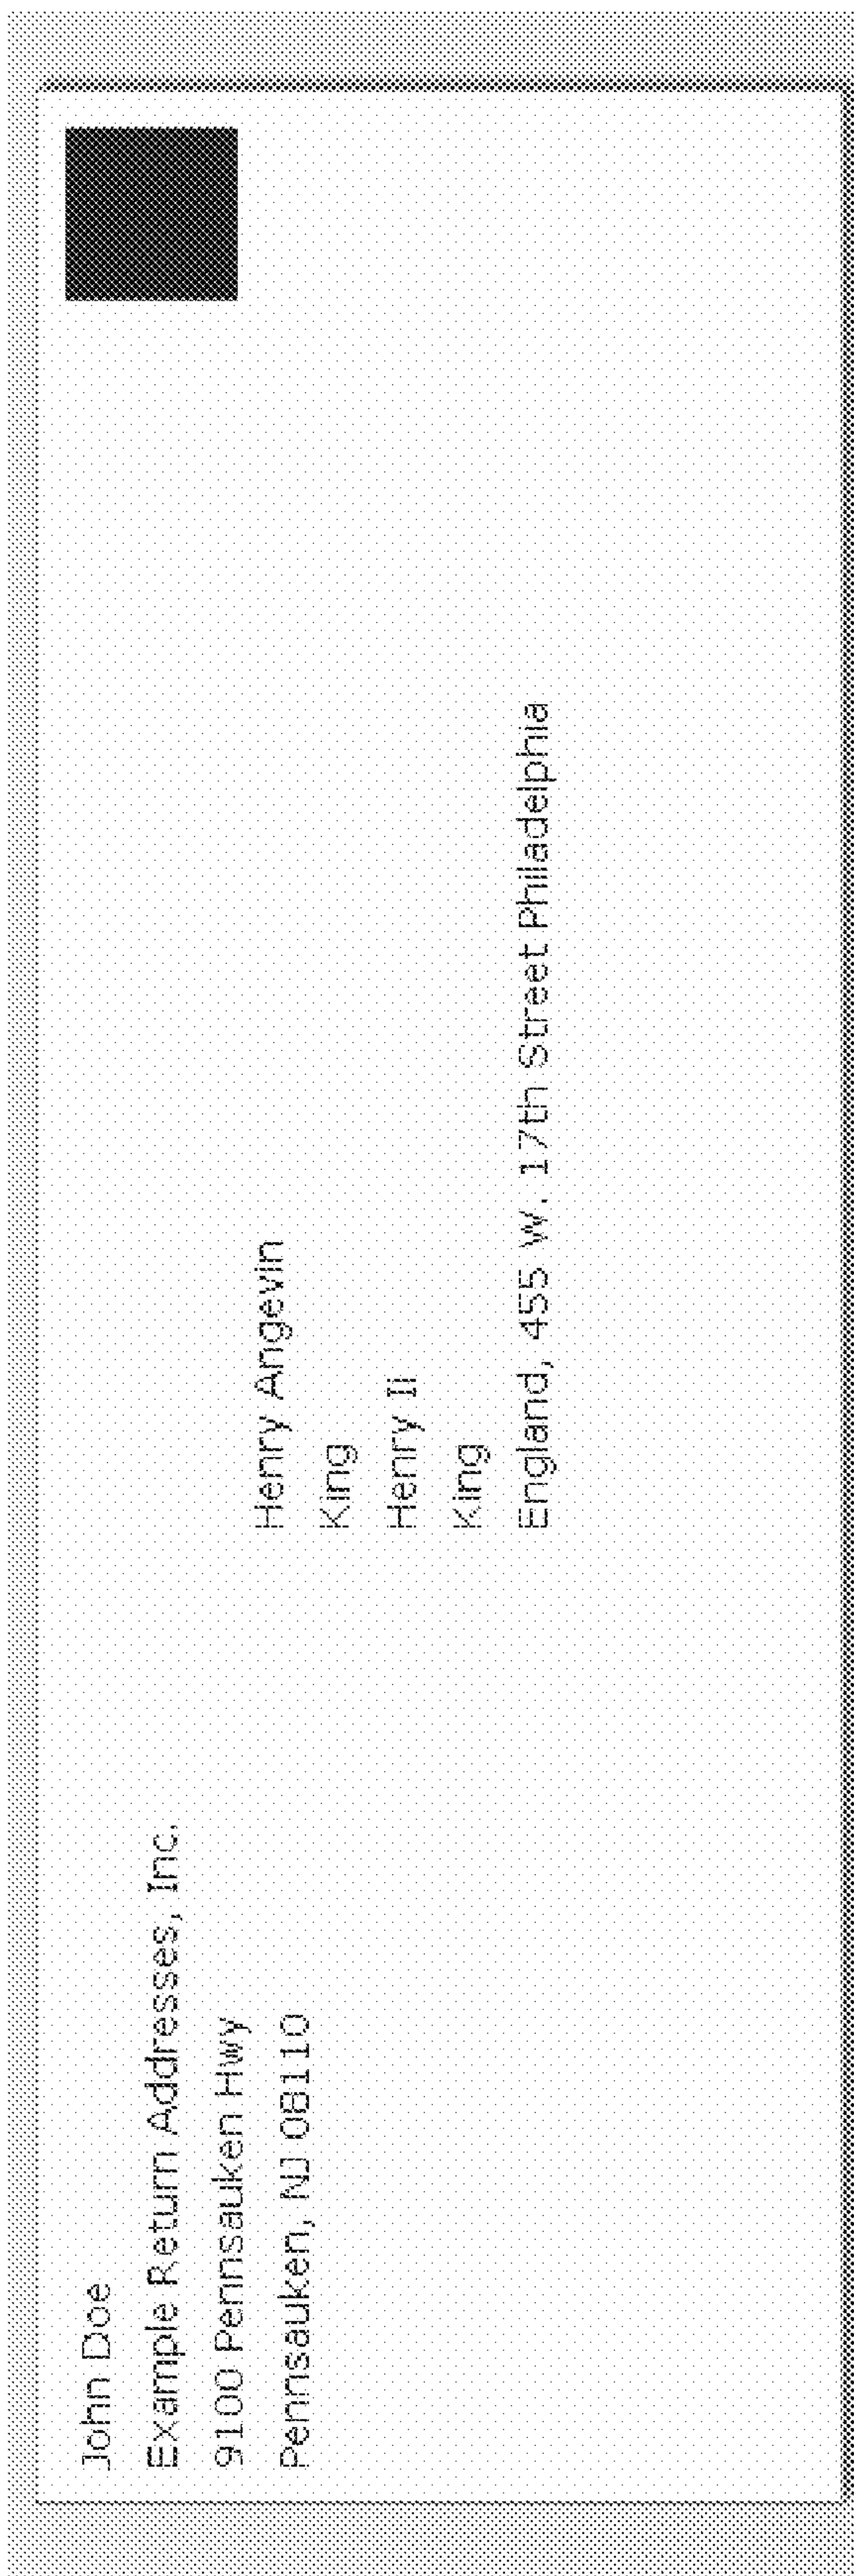 John Doe
Example Return Addresses, Inc.
9100 Pennsauken Hwy
Pennsauken, NJ 08110
Henry Angevin
King
Henry II
King
England, 455 W. 17th Street Philadelphia